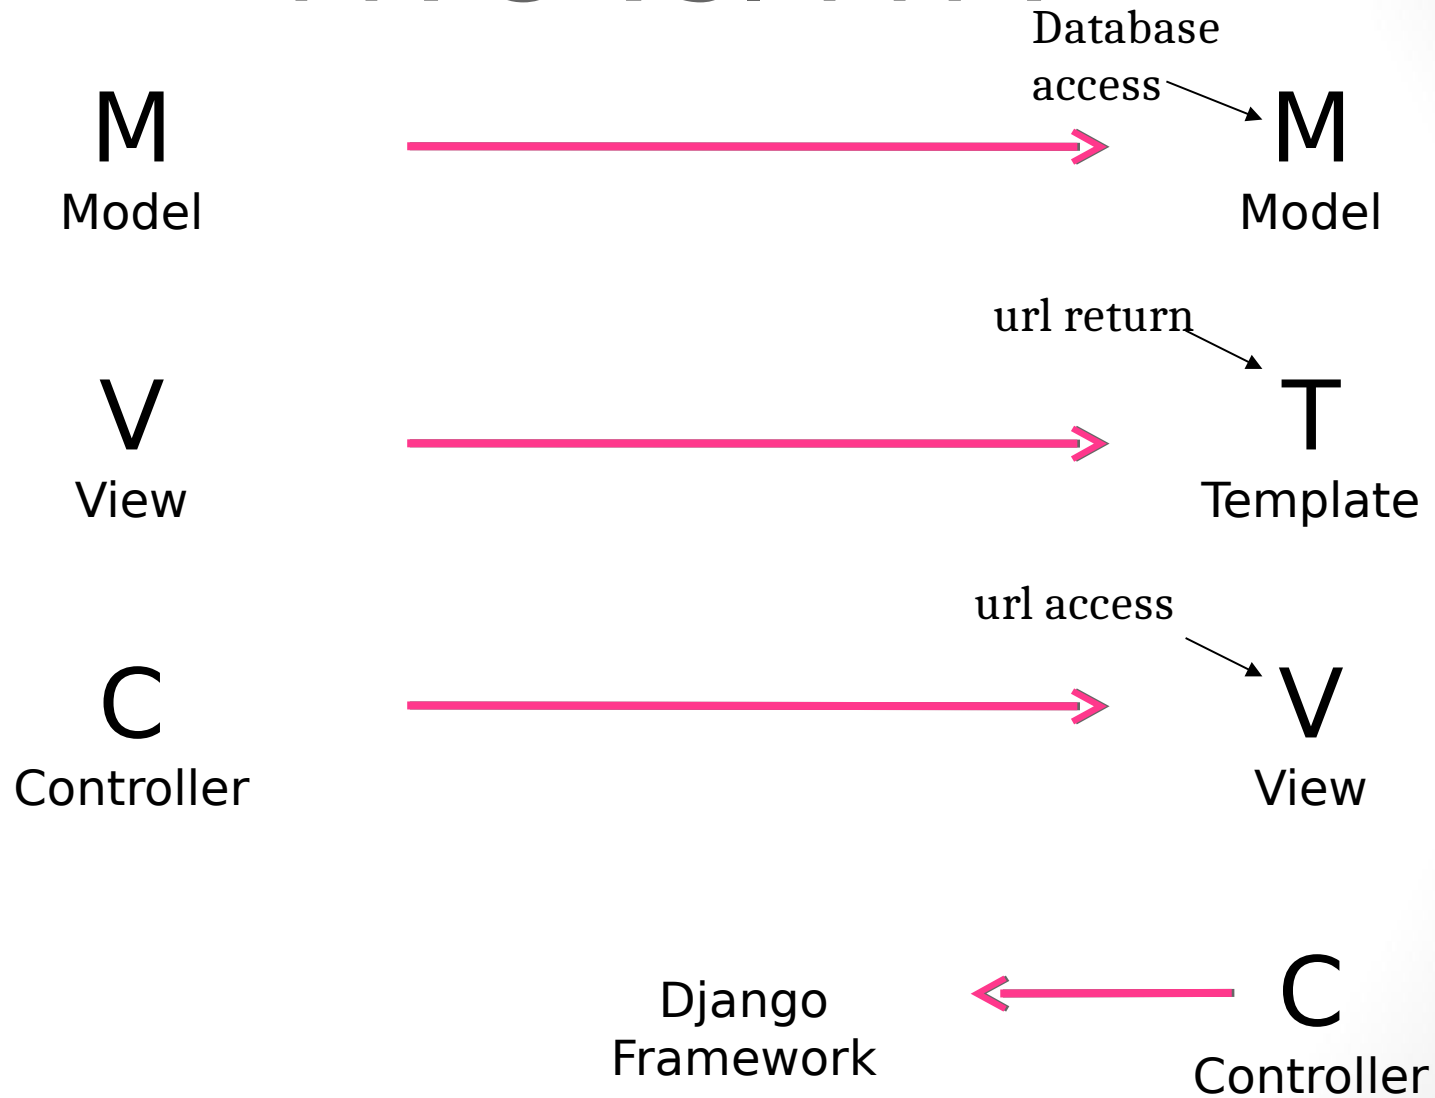 Database
access
M
M
Model
Model
url return
V
T
View
Template
url access
C
V
Controller
View
C
Django
Framework
Controller